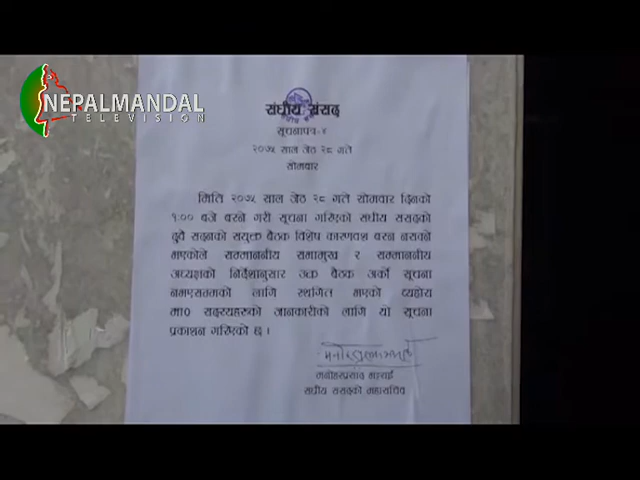 NEPALMANDAL
TELEVISION
संघीय संसद
सूचनापत्र-४
२०७५ साल जेठ २८ गते
सोमवार
मिति २०७५ साल जेठ २८ गते सोमवार दिनको
१:०० बजे बस्ने गरी सूचना गरिएको संघीय संसदको
दुवै सदनको संयुक्त बैठक विशेष कारणवश बस्न नसक्ने
भएकोले सम्माननीय सभामुख र सम्माननीय
अध्यक्षको निर्देशानुसार उक्त बैठक अर्को सूचना
नभएसम्मको लागि स्थगित भएको व्यहोरा
मा० सदस्यहरुको जानकारीको लागि यो सूचना
प्रकाशन गरिएको छ ।
मनोहरप्रसाद भट्टराई
संघीय संसदको महासचिव